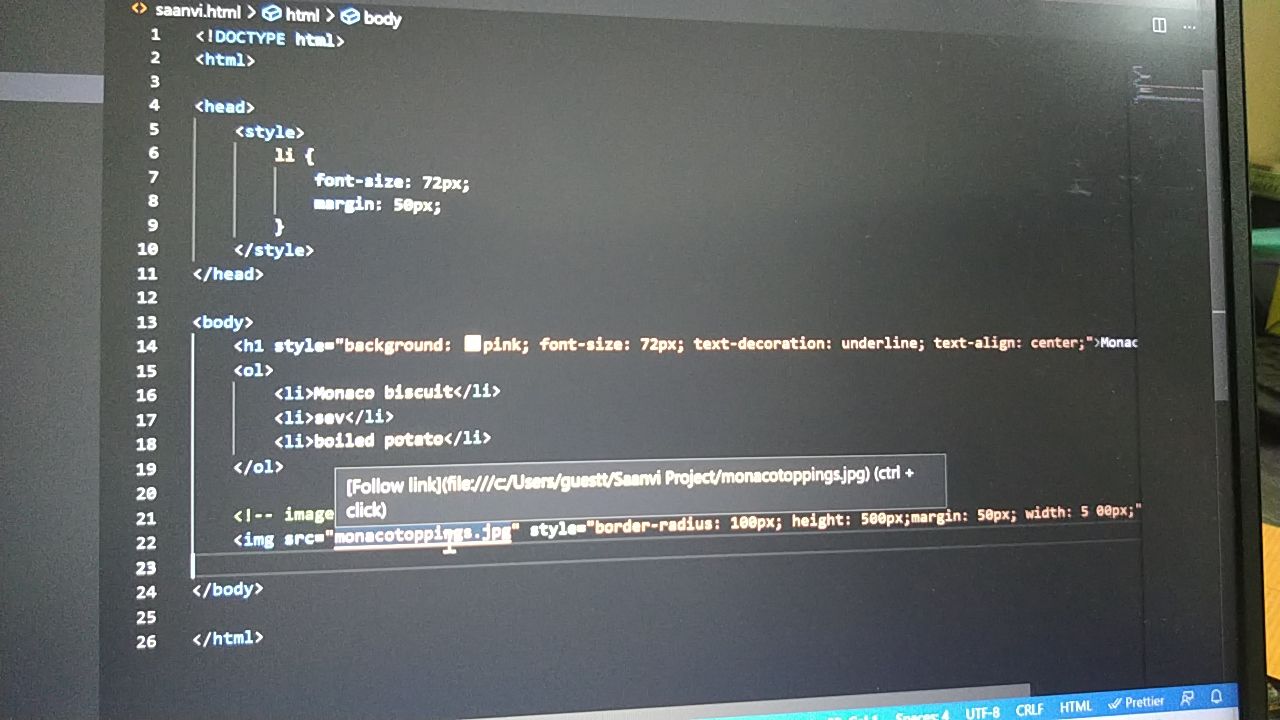 saanvi.html > html > body
1 <!DOCTYPE html>
2 <html>
3
4 <head>
5 <style>
6 li {
7 font-size: 72px;
8 margin: 50px;
9 }
10 </style>
11 </head>
12
13 <body>
14 <h1 style="background: pink; font-size: 72px; text-decoration: underline; text-align: center;">Monac
15 <ol>
16 <li>Monaco biscuit</li>
17 <li>sev</li>
18 <li>boiled potato</li>
19 </ol>
20
[Follow link](file:///c:/Users/guestt/Saanvi Project/monacotoppings.jpg) (ctrl +
click)
21 <!-- image
22 <img src="monacotoppings.jpg" style="border-radius: 100px; height: 500px;margin: 50px; width: 5 00px;"
23
24 </body>
25
26 </html>
Spaces 4 UTF-8 CRLF HTML Prettier